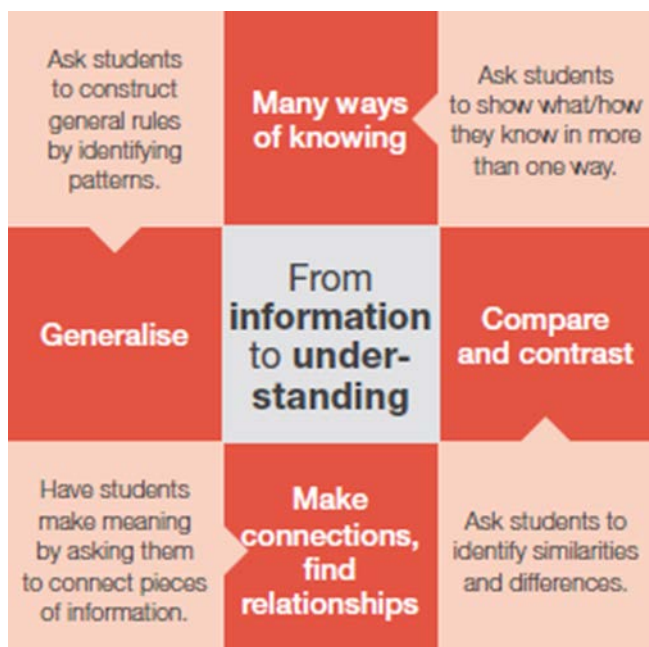 Ask students
to construct
general rules
by identifying
patterns.
Many ways
of knowing
Ask students
to show what/how
they know in more
than one way.
Generalise
From
information
to under-
standing
Compare
and contrast
Have students
make meaning
by asking them
to connect pieces
of information.
Make
connections,
find
relationships
Ask students to
identify similarities
and differences.